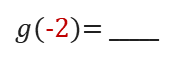 g(-2)= ____